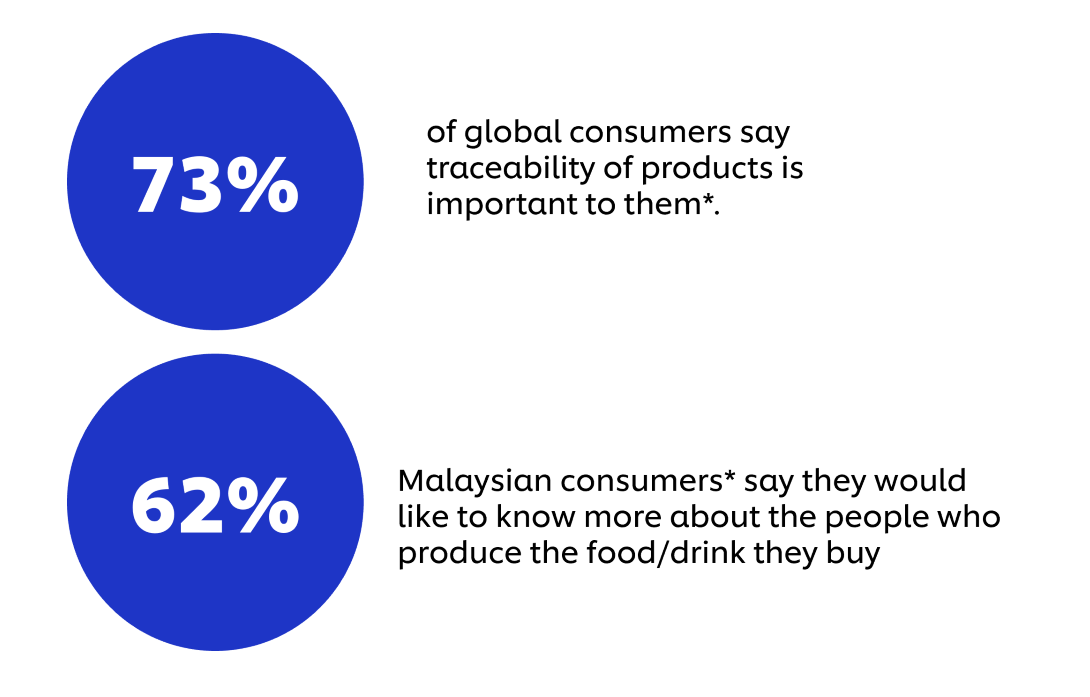 73%
of global consumers say
traceability of products is
important to them*.
62%
Malaysian consumers* say they would
like to know more about the people who
produce the food/drink they buy